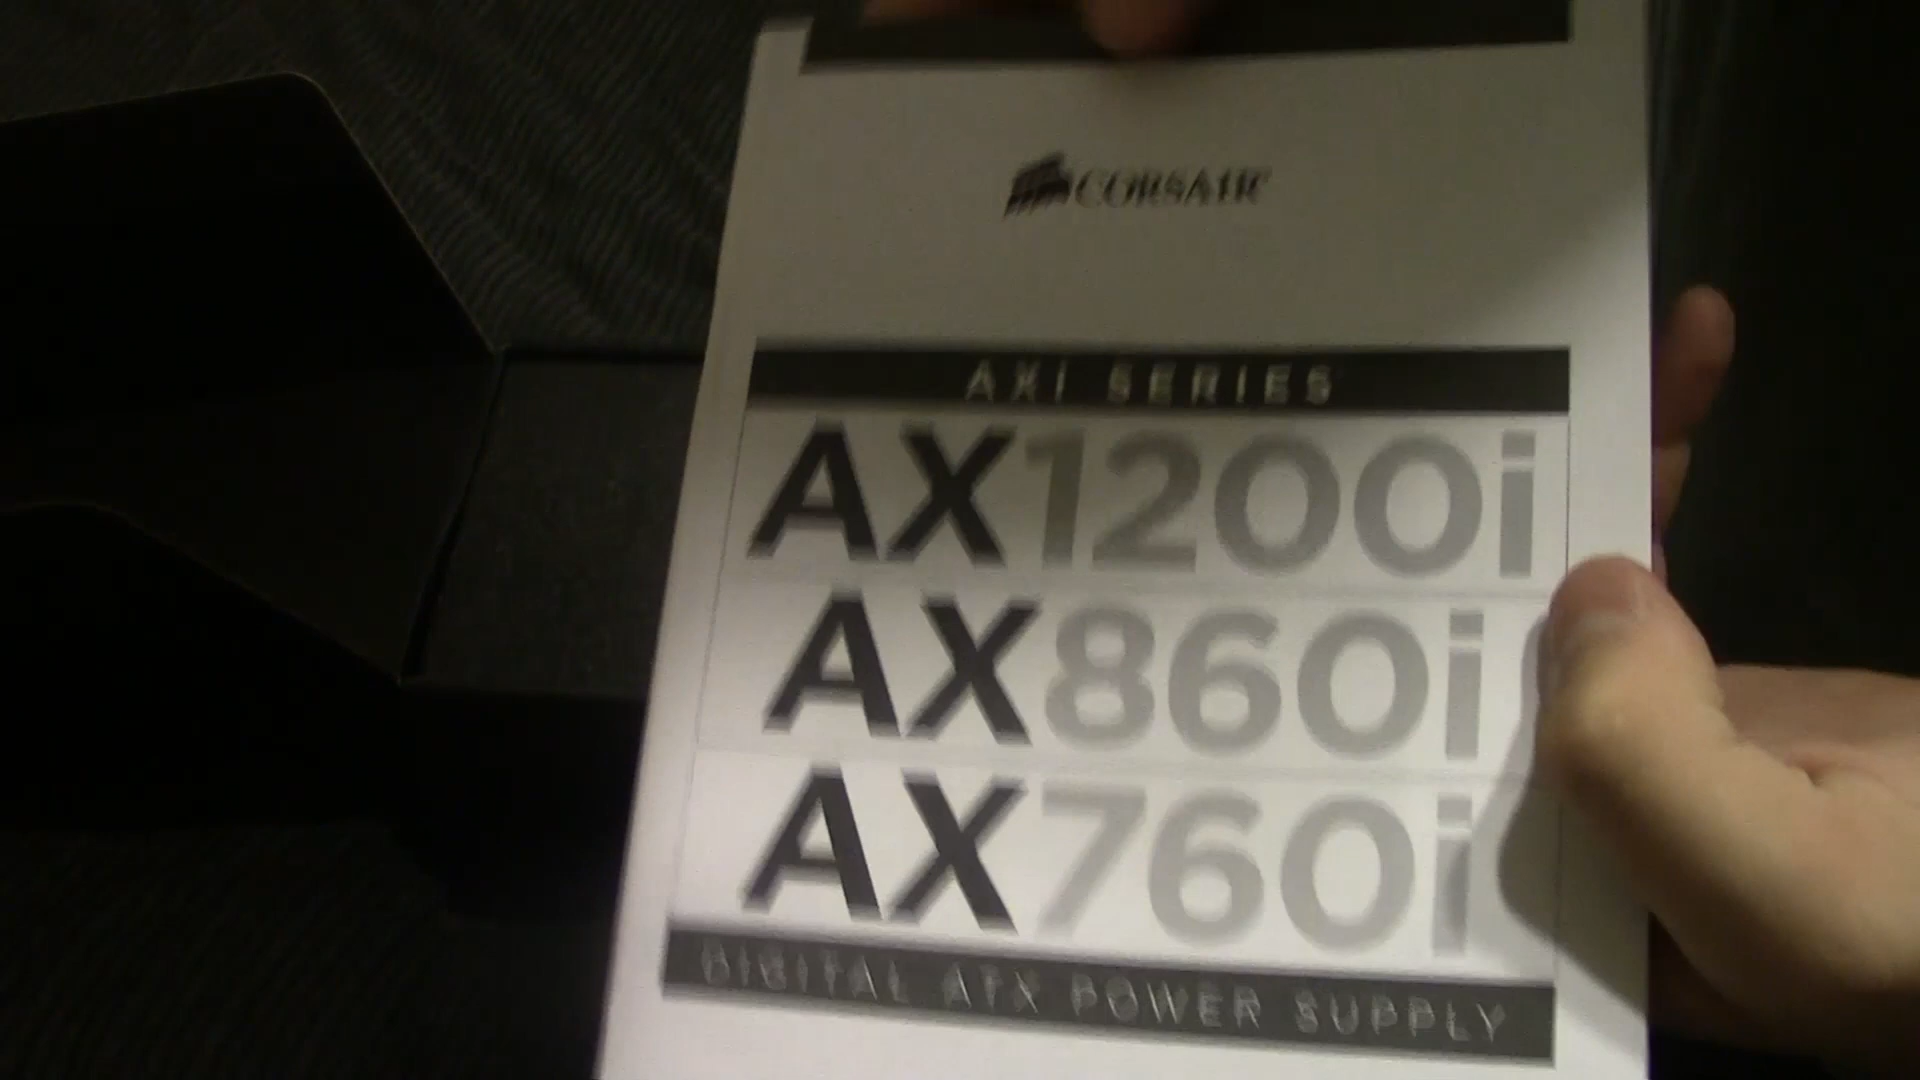 CORSAIR
AXi SERIES
AX1200i
AX860i
AX760i
DIGITAL ATX POWER SUPPLY